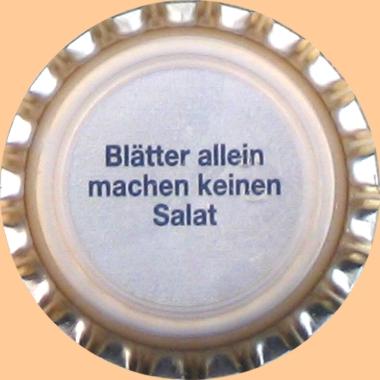 Blätter allein
machen keinen
Salat